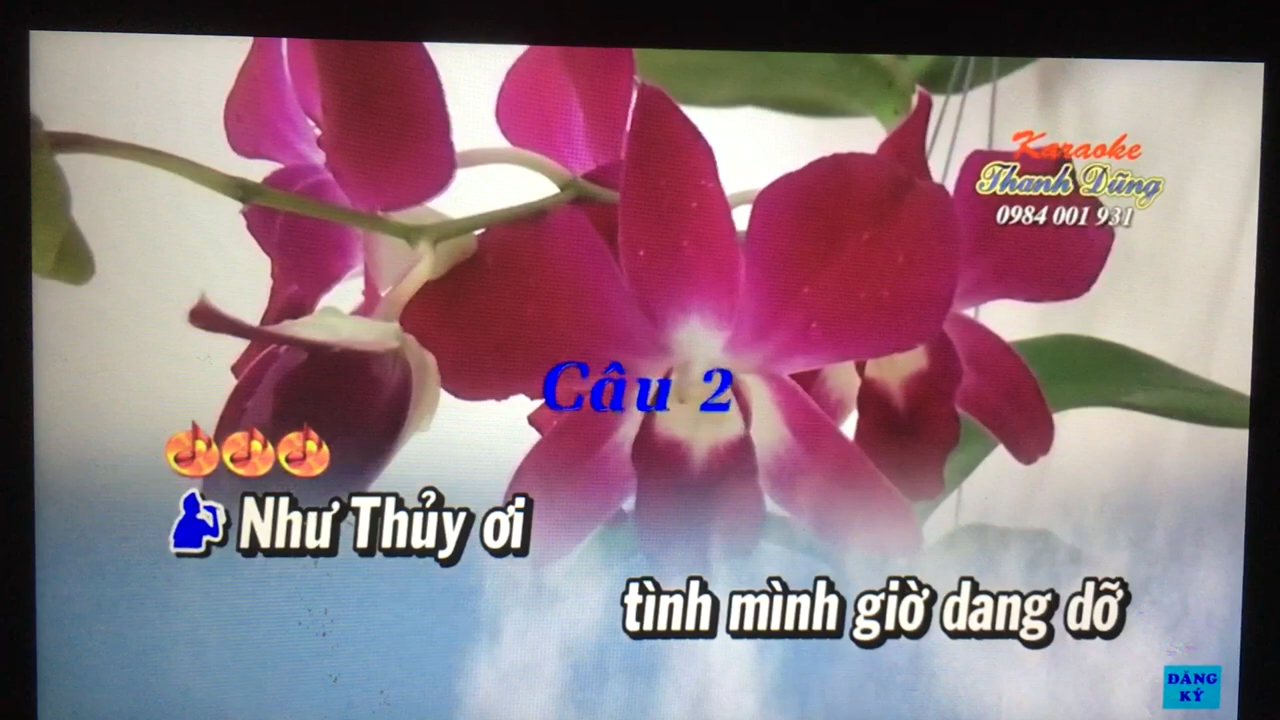 Karaoke
Thanh Dũng
0984 001 931
Câu 2
Như Thủy ơi
tình mình giờ dang dỡ
ĐĂNG
KÝ